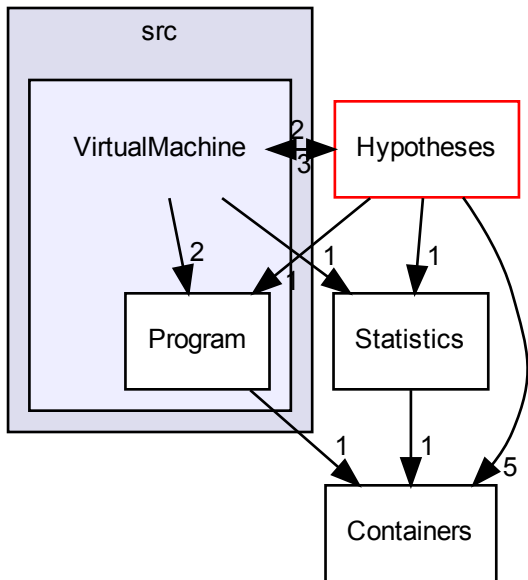 src
VirtualMachine
2
3
Hypotheses
2
1
1
1
Program
Statistics
1
1
5
Containers